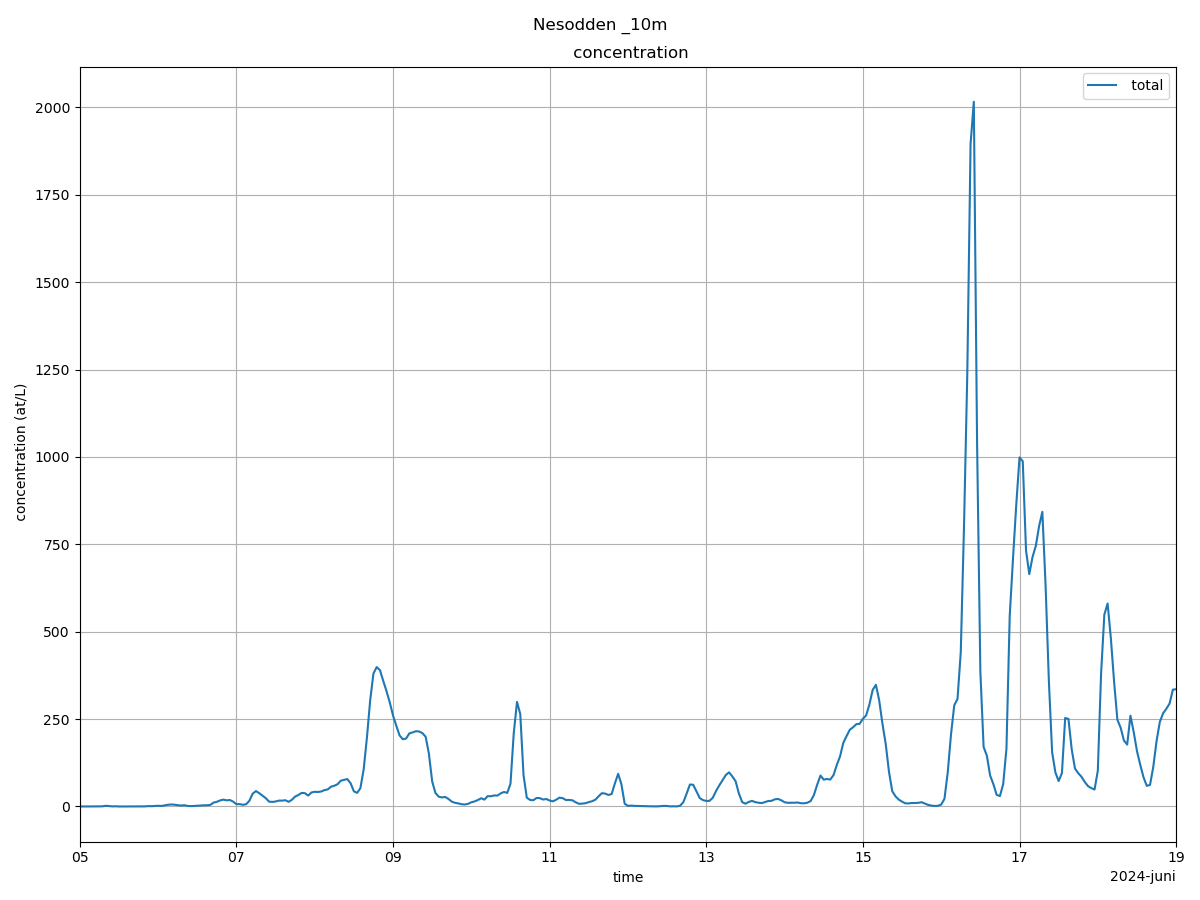 Nesodden _10m
concentration
total
2000
1750
1500
1250
1000
750
500
250
0
concentration (at/L)
05 07 09 11 13 15 17 19
time
2024-juni